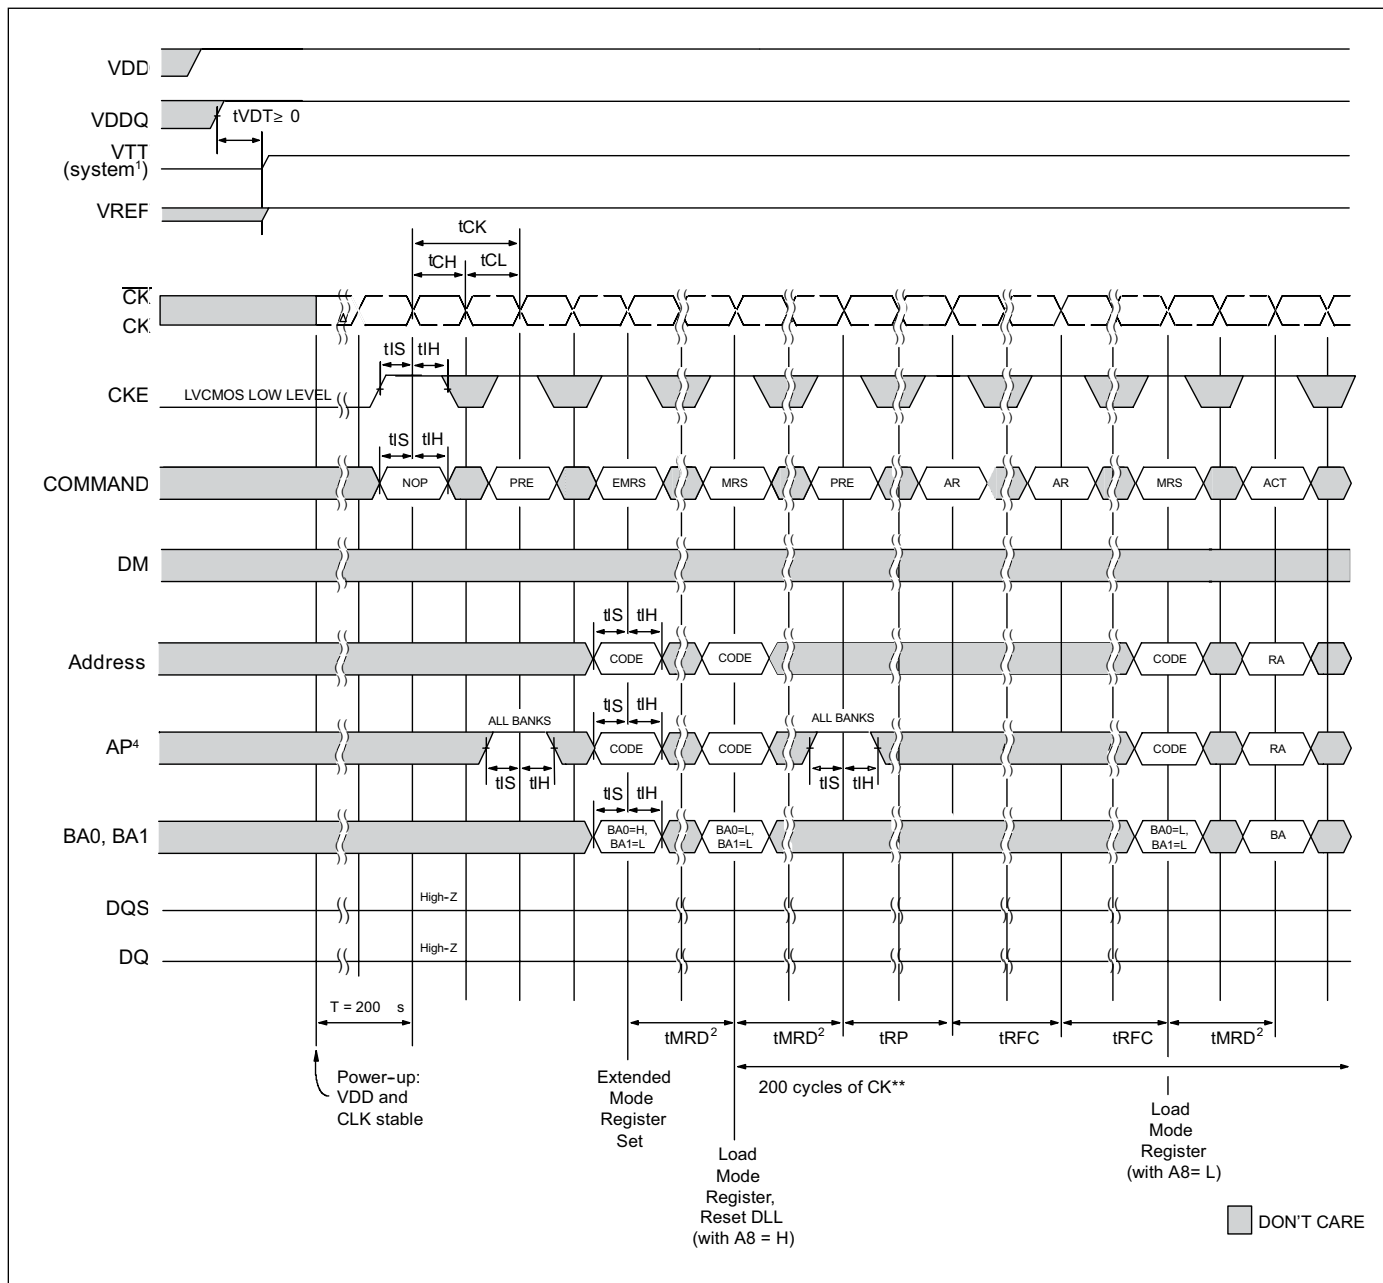 VDD
VDDQ
tVDT≥ 0
VTT
(system¹)
VREF
tCK
tCH
tCL
CK
CK
tIS
tIH
CKE
LVCMOS LOW LEVEL
tIS
tIH
COMMAND
NOP
PRE
EMRS
MRS
PRE
AR
AR
MRS
ACT
DM
tIS
tIH
Address
CODE
CODE
CODE
RA
ALL BANKS
tIS
tIH
ALL BANKS
AP⁴
CODE
CODE
CODE
RA
tIS
tIH
tIS
tIH
tIS
tIH
BA0, BA1
BA0=H,
BA1=L
BA0=L,
BA1=L
BA0=L,
BA1=L
BA
DQS
High-Z
DQ
High-Z
T = 200 s
tMRD²
tMRD²
tRP
tRFC
tRFC
tMRD²
Power-up:
VDD and
CLK stable
Extended
Mode
Register
Set
200 cycles of CK**
Load
Mode
Register,
Reset DLL
(with A8 = H)
Load
Mode
Register
(with A8= L)
DON'T CARE